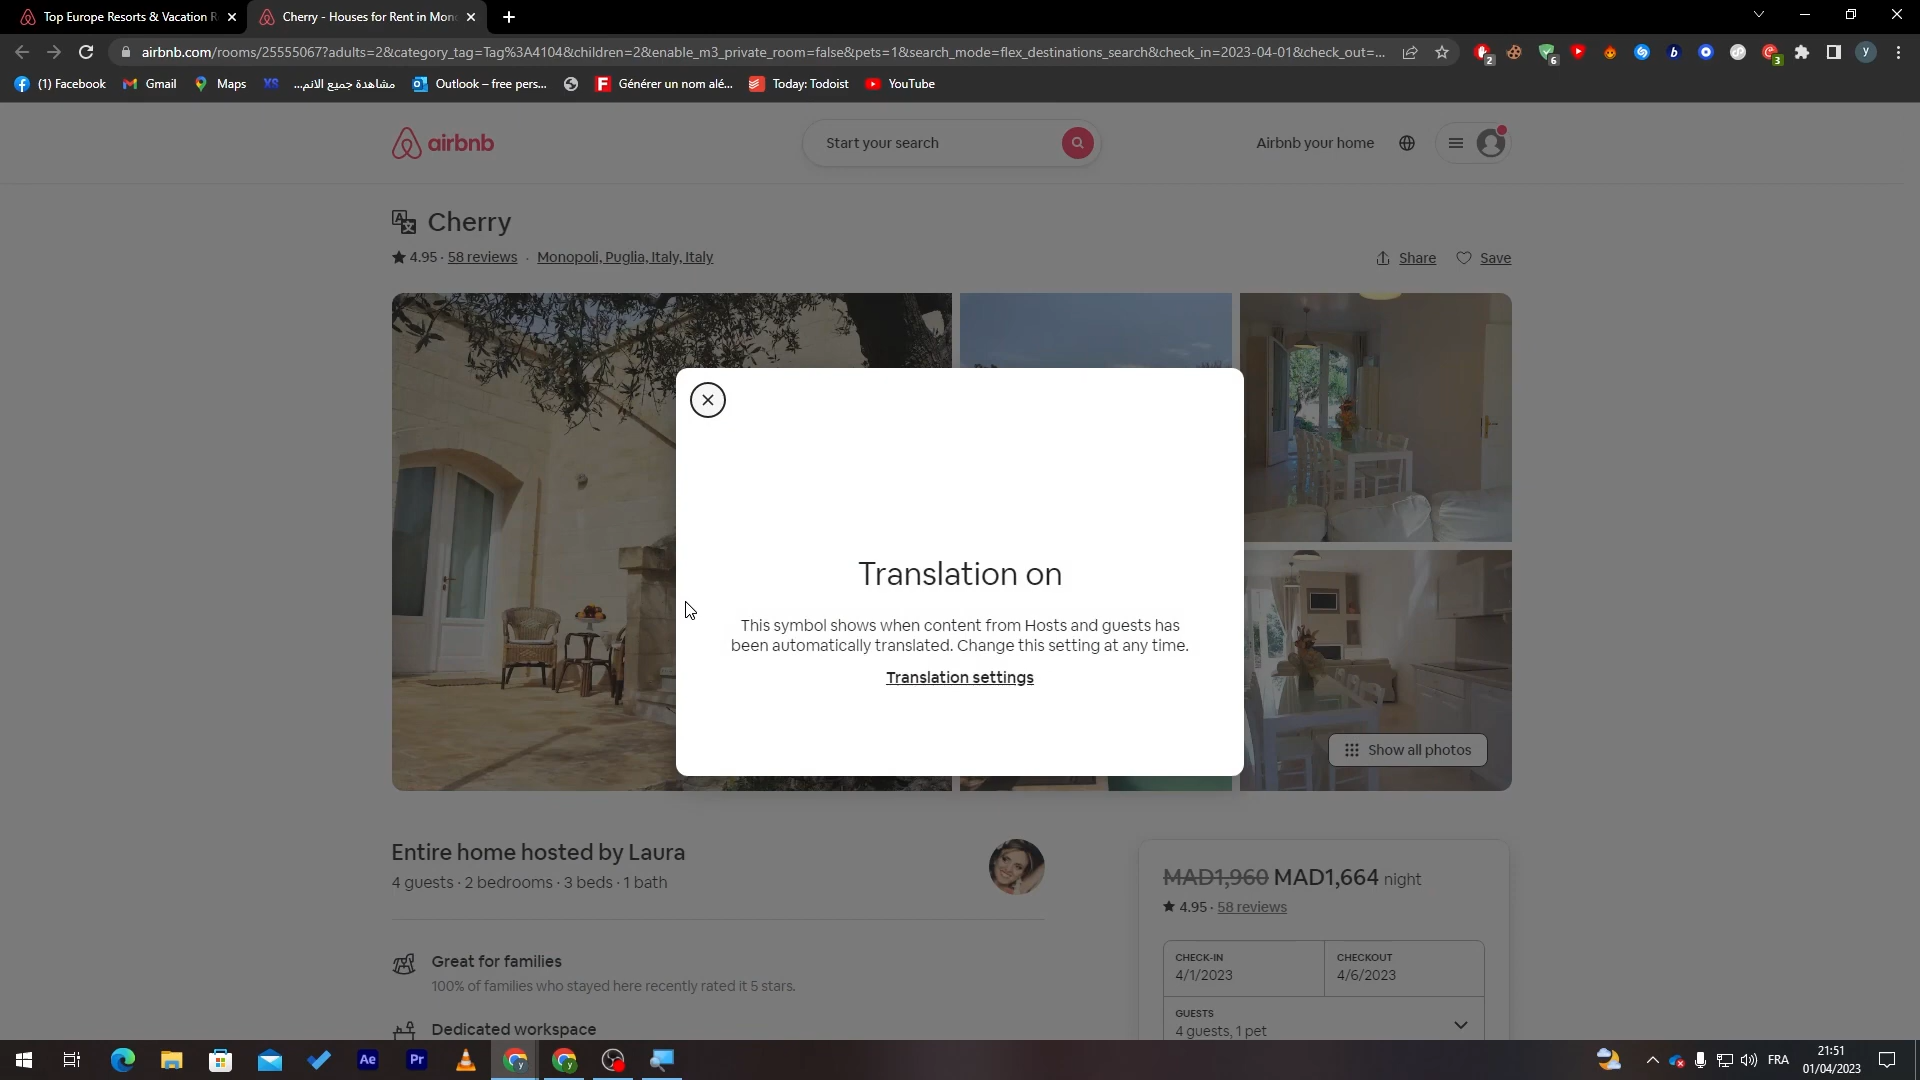 Top Europe Resorts & Vacation R
Cherry - Houses for Rent in Mono
airbnb.com/rooms/25555067?adults=2&category_tag=Tag%3A4104&children=2&enable_m3_private_room=false&pets=1&search_mode=flex_destinations_search&check_in=2023-04-01&check_out=...
2
6
3
y
(1) Facebook
Gmail
Maps
XS
مشاهدة جميع الانم...
Outlook – free pers...
Générer un nom alé...
Today: Todoist
YouTube
airbnb
Start your search
Airbnb your home
Cherry
4.95 · 58 reviews · Monopoli, Puglia, Italy, Italy
Share
Save
Translation on
This symbol shows when content from Hosts and guests has
been automatically translated. Change this setting at any time.
Translation settings
Show all photos
Entire home hosted by Laura
4 guests · 2 bedrooms · 3 beds · 1 bath
MAD1,960 MAD1,664 night
4.95 · 58 reviews
Great for families
100% of families who stayed here recently rated it 5 stars.
CHECK-IN
4/1/2023
CHECKOUT
4/6/2023
GUESTS
4 guests, 1 pet
Dedicated workspace
Ae
Pr
FRA
21:51
01/04/2023